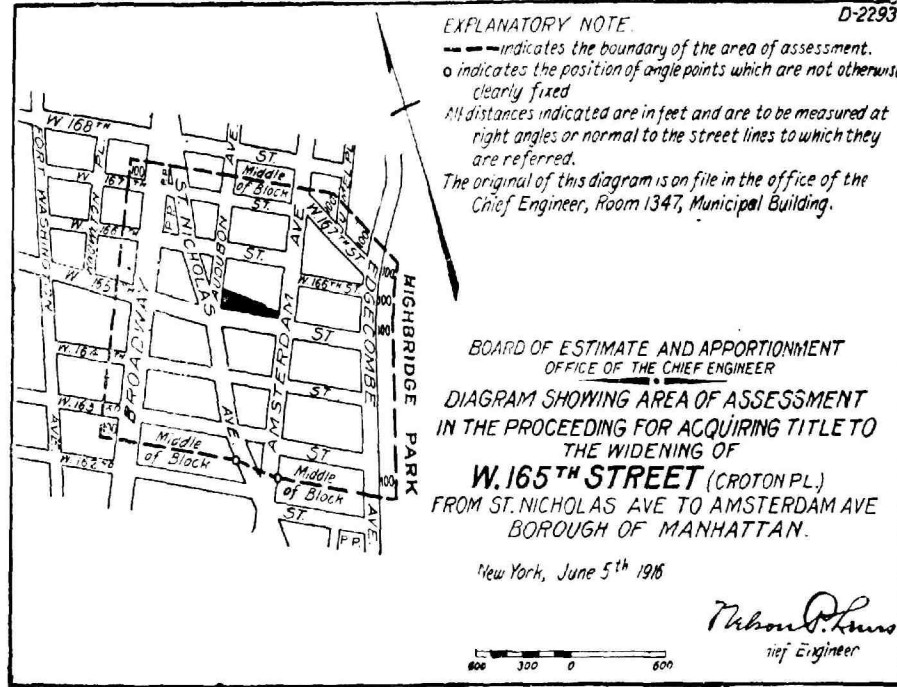 D-2293
EXPLANATORY NOTE.
indicates the boundary of the area of assessment.
o indicates the position of angle points which are not otherwise
clearly fixed
All distances indicated are in feet and are to be measured at
right angles or normal to the street lines to which they
are referred.
The original of this diagram is on file in the office of the
Chief Engineer, Room 1347, Municipal Building.
BOARD OF ESTIMATE AND APPORTIONMENT
OFFICE OF THE CHIEF ENGINEER
DIAGRAM SHOWING AREA OF ASSESSMENT
IN THE PROCEEDING FOR ACQUIRING TITLE TO
THE WIDENING OF
W. 165TH STREET (CROTON PL.)
FROM ST. NICHOLAS AVE TO AMSTERDAM AVE
BOROUGH OF MANHATTAN.
New York, June 5th 1916
Nelson P. Lewis
hief Engineer
600 300 0 600
W. 168TH
ST.
FORT WASHINGTON
AVE.
PL.
W 167TH
100
P.P.
ST. NICHOLAS
AVE
AUDUBON
AVE
Middle
of Block
ST.
AVE
W 167TH ST
100
W 166TH
P.P.
ST.
W. 166TH ST.
W 165TH
BROADWAY
AMSTERDAM
ST.
EDGECOMBE
AVE.
HIGHBRIDGE PARK
100
100
100
W. 164TH
ST
W. 163
100
Middle
of Block
ST
W. 162
Middle
of Block
100
ST.
P.P.